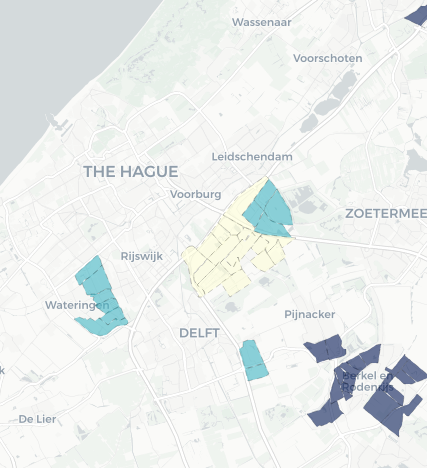 Wassenaar
Voorschoten
Leidschendam
THE HAGUE
Voorburg
ZOETERMEE
Rijswijk
Wateringen
Pijnacker
DELFT
k
Berkel en
Rodenrijs
De Lier